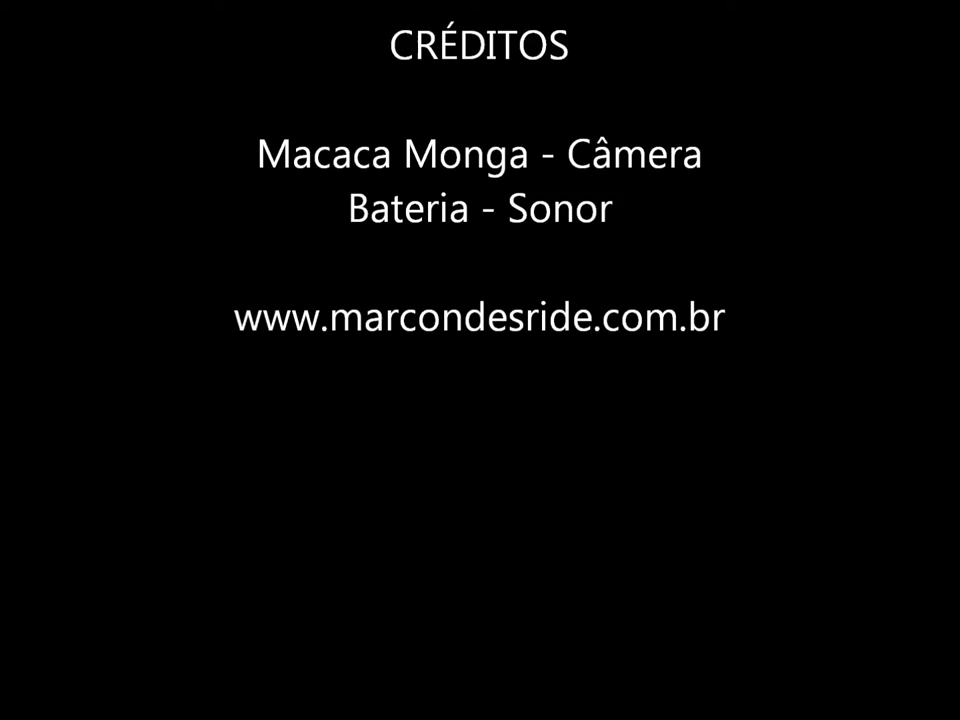 CRÉDITOS
Macaca Monga - Câmera
Bateria - Sonor
www.marcondesride.com.br